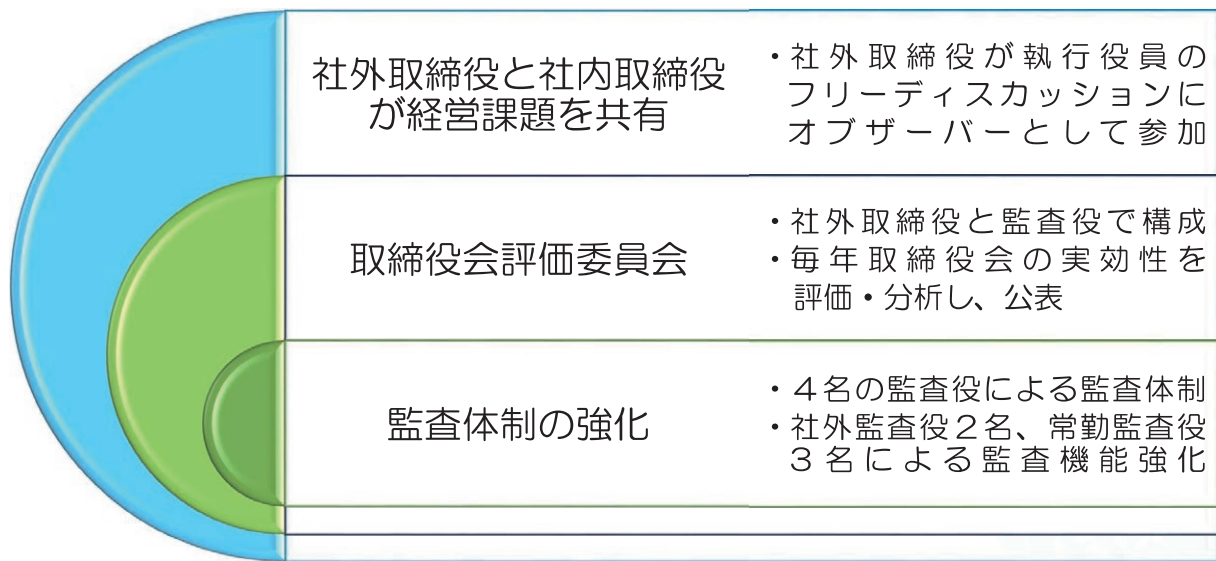 社外取締役と社内取締役
が経営課題を共有
・社外取締役が執行役員の
フリーディスカッションに
オブザーバーとして参加
取締役会評価委員会
・社外取締役と監査役で構成
・毎年取締役会の実効性を
評価・分析し、公表
監査体制の強化
・４名の監査役による監査体制
・社外監査役２名、常勤監査役
３名による監査機能強化